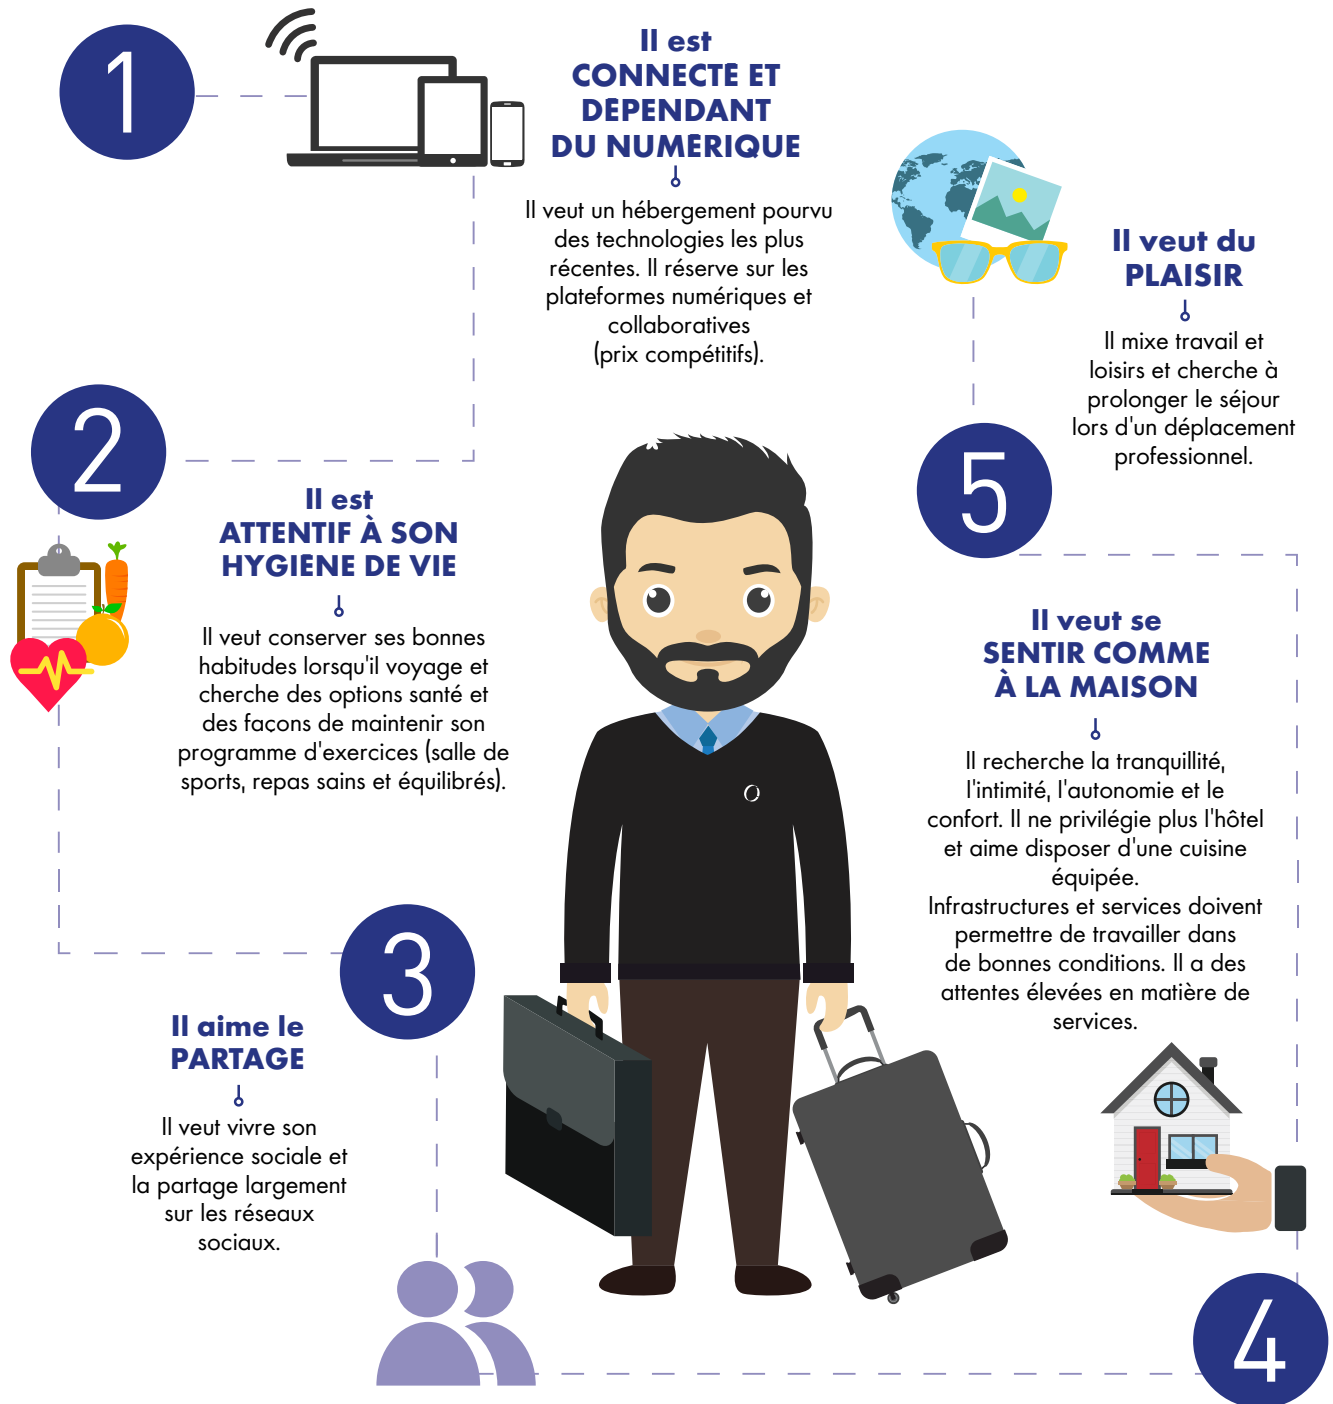 1
Il est
CONNECTÉ ET
DÉPENDANT
DU NUMÉRIQUE
Il veut un hébergement pourvu
des technologies les plus
récentes. Il réserve sur les
plateformes numériques et
collaboratives
(prix compétitifs).
2
Il est
ATTENTIF À SON
HYGIÈNE DE VIE
Il veut conserver ses bonnes
habitudes lorsqu'il voyage et
cherche des options santé et
des façons de maintenir son
programme d'exercices (salle de
sports, repas sains et équilibrés).
3
Il aime le
PARTAGE
Il veut vivre son
expérience sociale et
la partage largement
sur les réseaux
sociaux.
4
Il veut se
SENTIR COMME
À LA MAISON
Il recherche la tranquillité,
l'intimité, l'autonomie et le
confort. Il ne privilégie plus l'hôtel
et aime disposer d'une cuisine
équipée.
Infrastructures et services doivent
permettre de travailler dans
de bonnes conditions. Il a des
attentes élevées en matière de
services.
5
Il veut du
PLAISIR
Il mixe travail et
loisirs et cherche à
prolonger le séjour
lors d'un déplacement
professionnel.